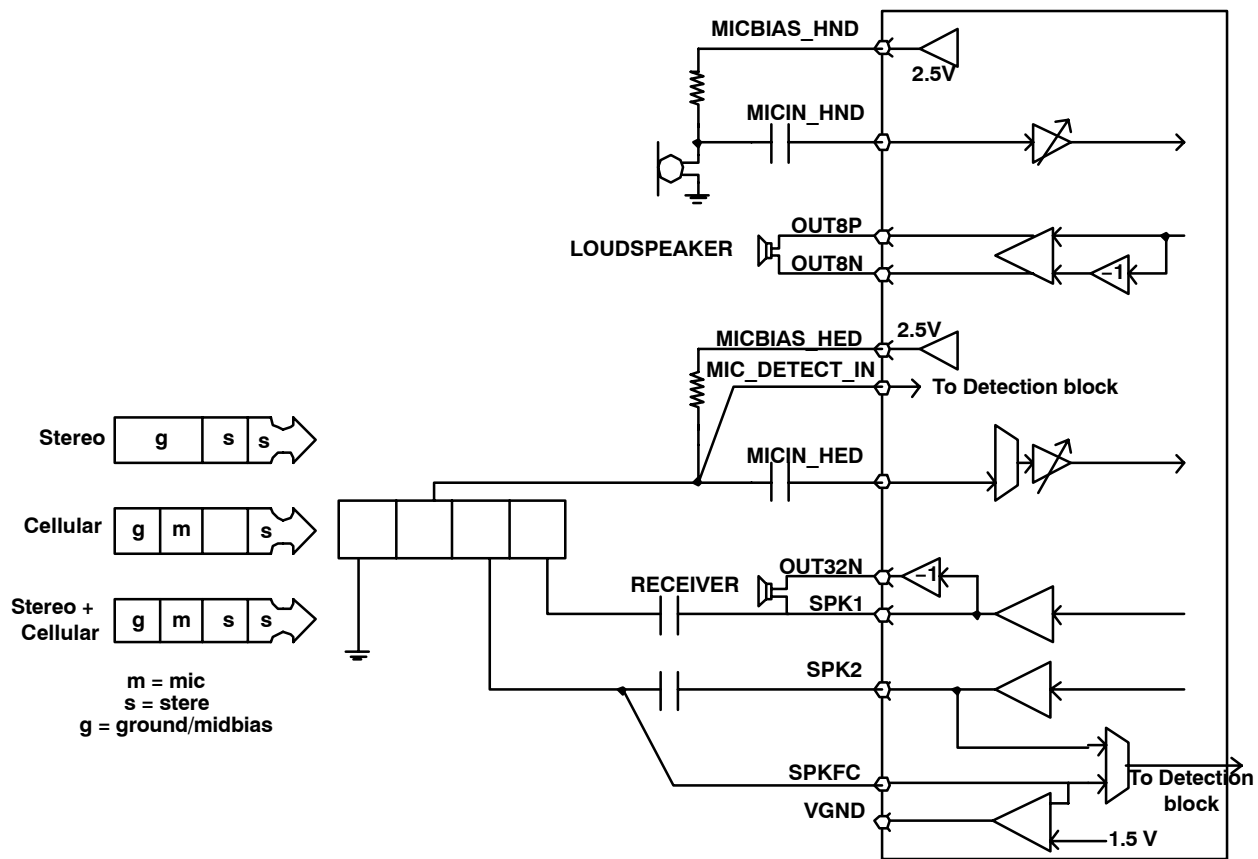 MICBIAS_HND
2.5V
MICIN_HND
OUT8P
LOUDSPEAKER
OUT8N
−1
MICBIAS_HED
2.5V
MIC_DETECT_IN
To Detection block
Stereo
g
s
s
MICIN_HED
Cellular
g
m
s
OUT32N
−1
RECEIVER
SPK1
Stereo +
Cellular
g
m
s
s
SPK2
m = mic
s = stere
g = ground/midbias
SPKFC
To Detection
block
VGND
1.5 V